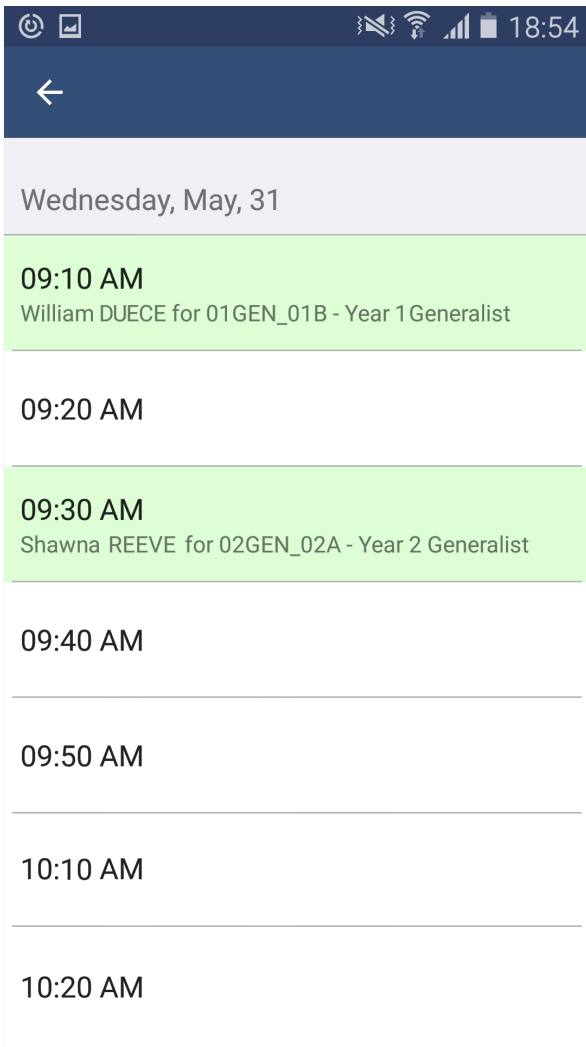 18:54
Wednesday, May, 31
09:10 AM
William DUECE for 01GEN_01B - Year 1 Generalist
09:20 AM
09:30 AM
Shawna REEVE for 02GEN_02A - Year 2 Generalist
09:40 AM
09:50 AM
10:10 AM
10:20 AM